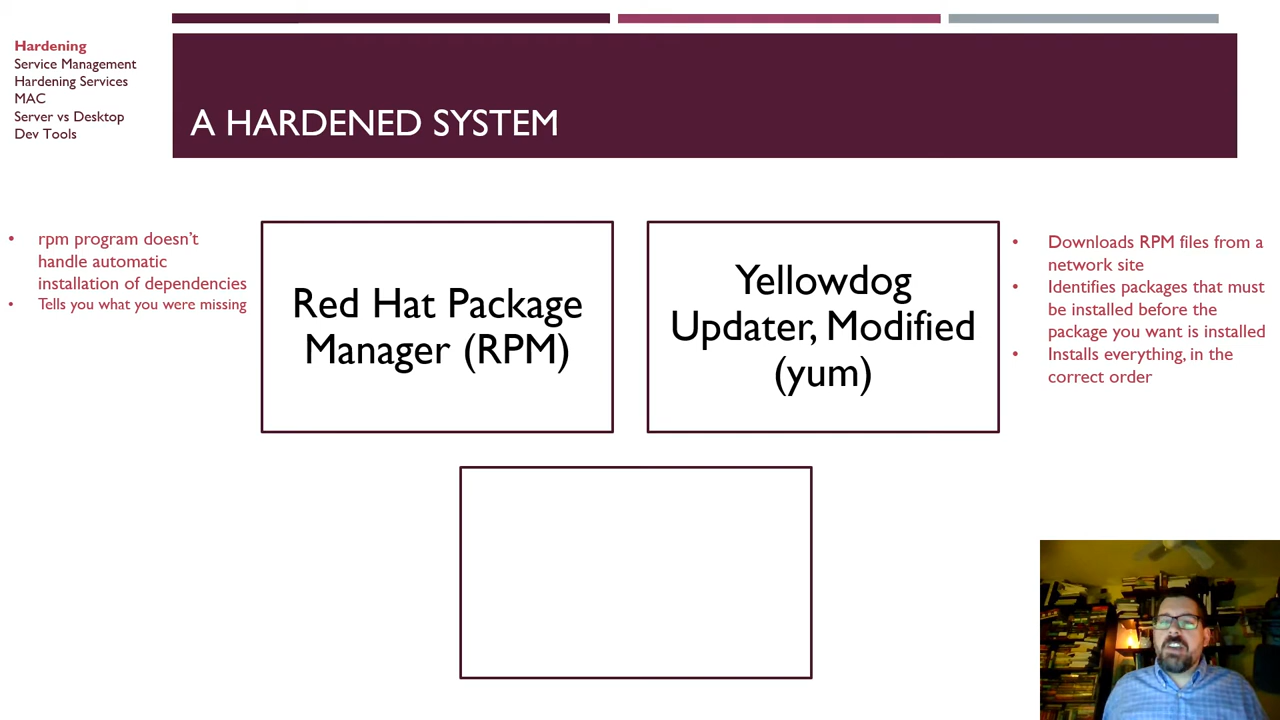 Hardening
Service Management
Hardening Services
MAC
Server vs Desktop
Dev Tools
A HARDENED SYSTEM
• rpm program doesn't
handle automatic
installation of dependencies
• Tells you what you were missing
Red Hat Package
Manager (RPM)
Yellowdog
Updater, Modified
(yum)
• Downloads RPM files from a
network site
• Identifies packages that must
be installed before the
package you want is installed
• Installs everything, in the
correct order